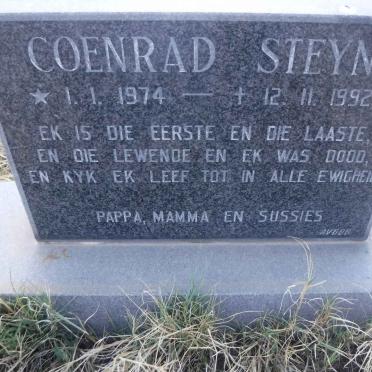 COENRAD STEYN
* 1.1.1974 — + 12.11.1992
EK IS DIE EERSTE EN DIE LAASTE,
EN DIE LEWENDE EN EK WAS DOOD,
EN KYK EK LEEF TOT IN ALLE EWIGHEI
PAPPA, MAMMA EN SUSSIES